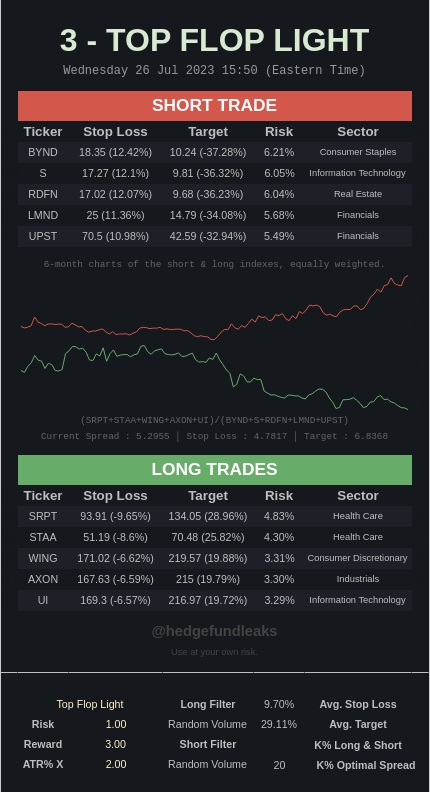 3 - TOP FLOP LIGHT
Wednesday 26 Jul 2023 15:50 (Eastern Time)
SHORT TRADE
Ticker Stop Loss Target Risk Sector
BYND 18.35 (12.42%) 10.24 (-37.28%) 6.21% Consumer Staples
S 17.27 (12.1%) 9.81 (-36.32%) 6.05% Information Technology
RDFN 17.02 (12.07%) 9.68 (-36.23%) 6.04% Real Estate
LMND 25 (11.36%) 14.79 (-34.08%) 5.68% Financials
UPST 70.5 (10.98%) 42.59 (-32.94%) 5.49% Financials
6-month charts of the short & long indexes, equally weighted.
(SRPT+STAA+WING+AXON+UI)/(BYND+S+RDFN+LMND+UPST)
Current Spread : 5.2955 | Stop Loss : 4.7817 | Target : 6.8368
LONG TRADES
Ticker Stop Loss Target Risk Sector
SRPT 93.91 (-9.65%) 134.05 (28.96%) 4.83% Health Care
STAA 51.19 (-8.6%) 70.48 (25.82%) 4.30% Health Care
WING 171.02 (-6.62%) 219.57 (19.88%) 3.31% Consumer Discretionary
AXON 167.63 (-6.59%) 215 (19.79%) 3.30% Industrials
UI 169.3 (-6.57%) 216.97 (19.72%) 3.29% Information Technology
@hedgefundleaks
Use at your own risk.
Top Flop Light Long Filter 9.70% Avg. Stop Loss
Risk 1.00 Random Volume 29.11% Avg. Target
Reward 3.00 Short Filter K% Long & Short
ATR% X 2.00 Random Volume 20 K% Optimal Spread